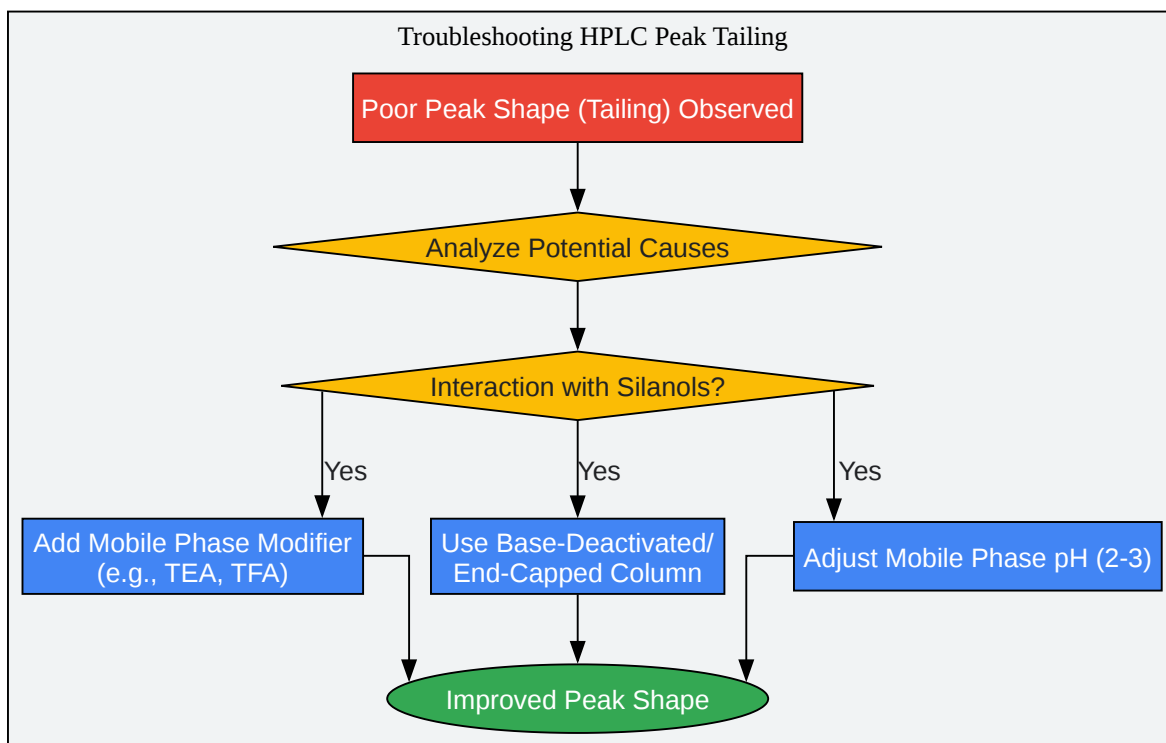 Troubleshooting HPLC Peak Tailing
Poor Peak Shape (Tailing) Observed
Analyze Potential Causes
Interaction with Silanols?
Yes
Yes
Yes
Add Mobile Phase Modifier
(e.g., TEA, TFA)
Use Base-Deactivated/
End-Capped Column
Adjust Mobile Phase pH (2-3)
Improved Peak Shape